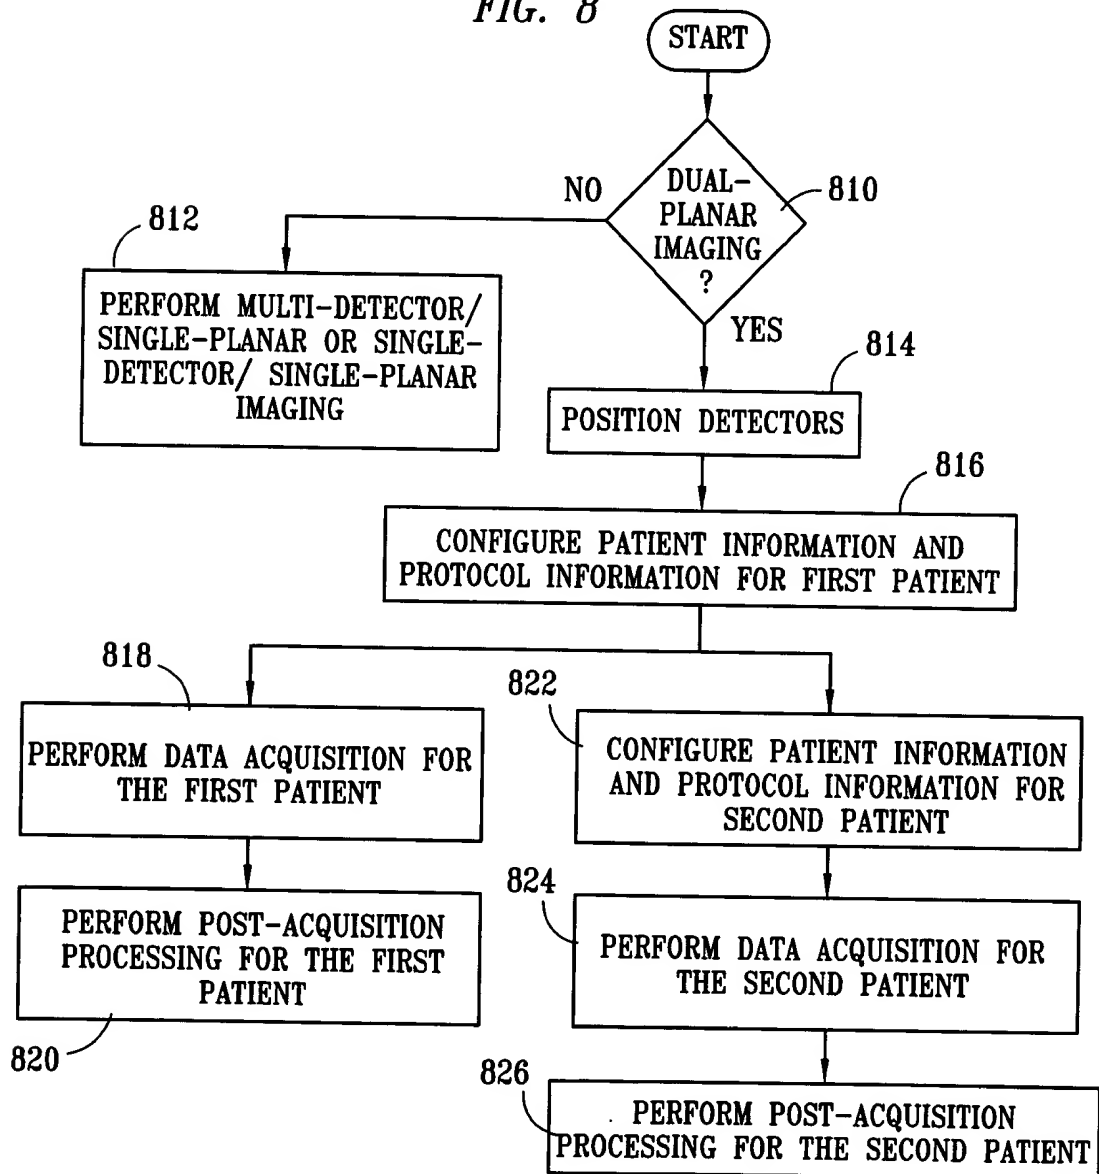 FIG. 8
START
DUAL-
PLANAR
IMAGING
?
810
NO
YES
812
PERFORM MULTI-DETECTOR/
SINGLE-PLANAR OR SINGLE-
DETECTOR/ SINGLE-PLANAR
IMAGING
814
POSITION DETECTORS
816
CONFIGURE PATIENT INFORMATION AND
PROTOCOL INFORMATION FOR FIRST PATIENT
818
PERFORM DATA ACQUISITION FOR
THE FIRST PATIENT
822
CONFIGURE PATIENT INFORMATION
AND PROTOCOL INFORMATION FOR
SECOND PATIENT
PERFORM POST-ACQUISITION
PROCESSING FOR THE FIRST
PATIENT
820
824
PERFORM DATA ACQUISITION FOR
THE SECOND PATIENT
826
PERFORM POST-ACQUISITION
PROCESSING FOR THE SECOND PATIENT